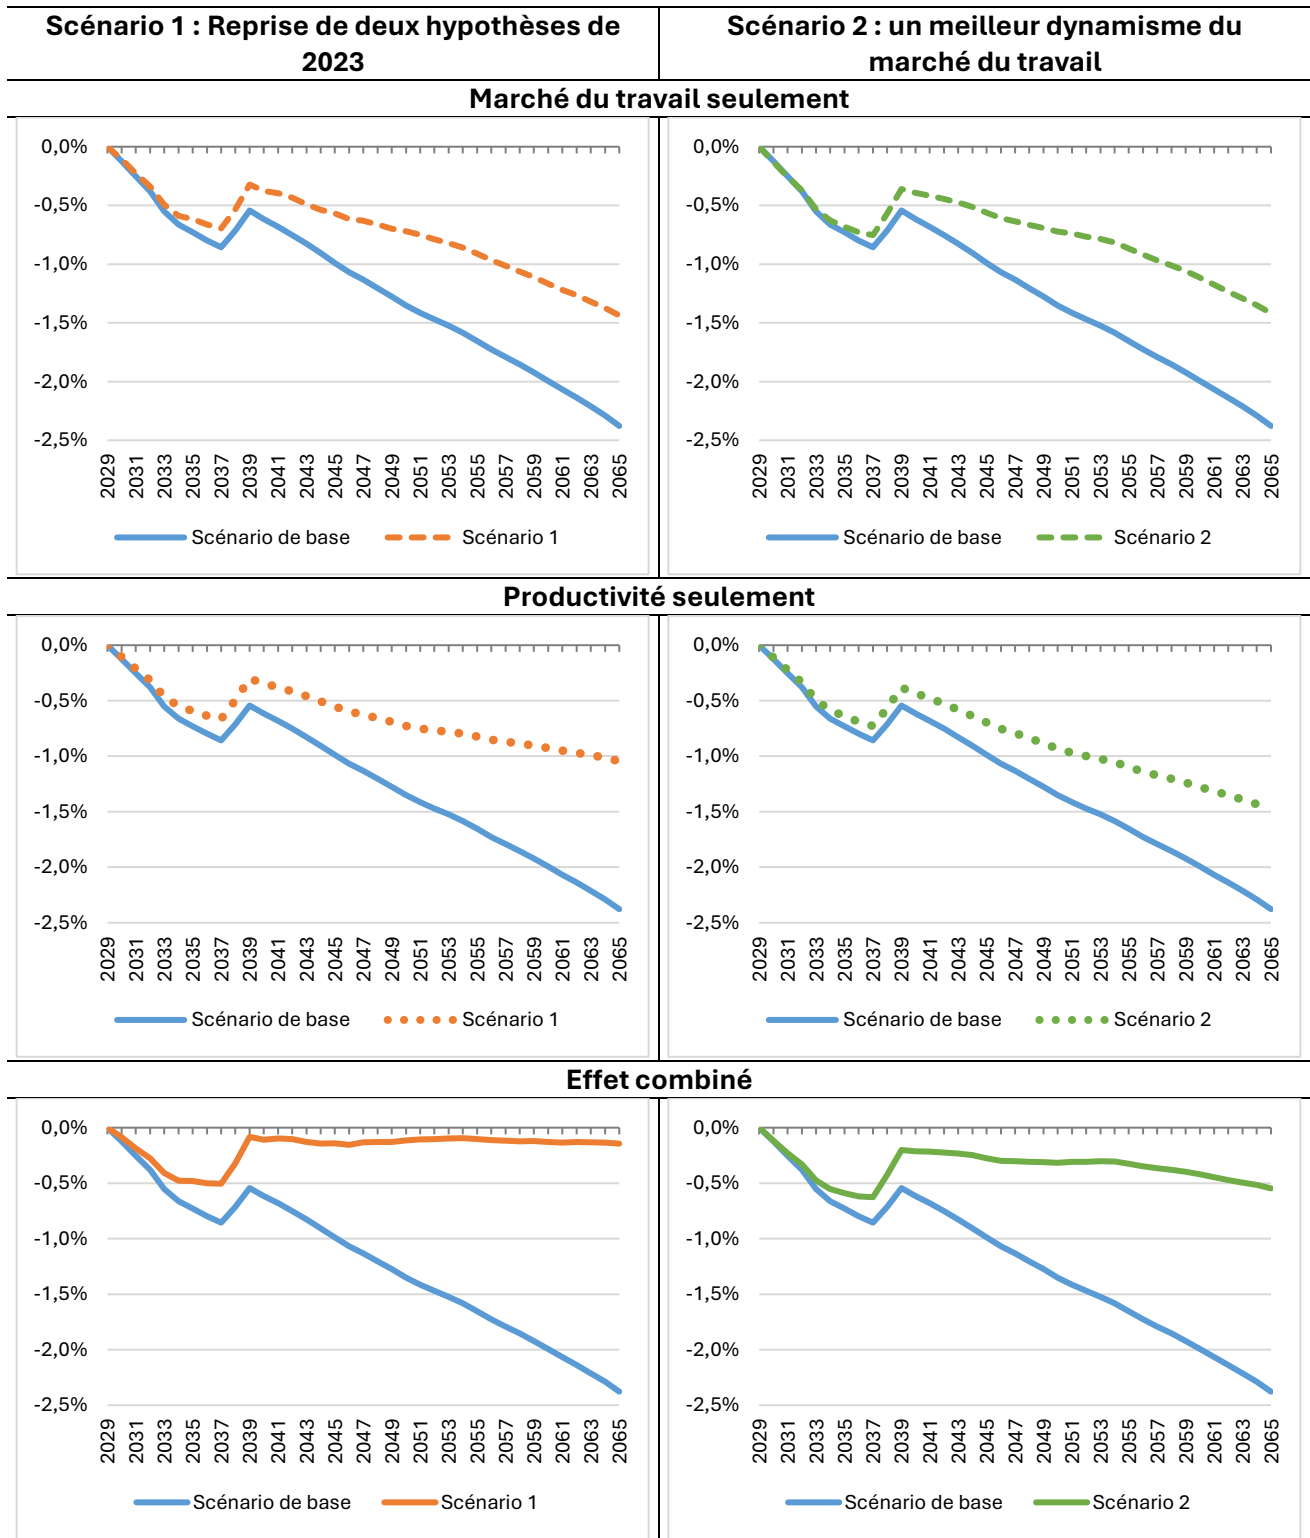 Scénario 1 : Reprise de deux hypothèses de
2023
Scénario 2 : un meilleur dynamisme du
marché du travail
Marché du travail seulement
0,0%
-0,5%
-1,0%
-1,5%
-2,0%
-2,5%
2029 2031 2033 2035 2037 2039 2041 2043 2045 2047 2049 2051 2053 2055 2057 2059 2061 2063 2065
Scénario de base Scénario 1
0,0%
-0,5%
-1,0%
-1,5%
-2,0%
-2,5%
2029 2031 2033 2035 2037 2039 2041 2043 2045 2047 2049 2051 2053 2055 2057 2059 2061 2063 2065
Scénario de base Scénario 2
Productivité seulement
0,0%
-0,5%
-1,0%
-1,5%
-2,0%
-2,5%
2029 2031 2033 2035 2037 2039 2041 2043 2045 2047 2049 2051 2053 2055 2057 2059 2061 2063 2065
Scénario de base Scénario 1
0,0%
-0,5%
-1,0%
-1,5%
-2,0%
-2,5%
2029 2031 2033 2035 2037 2039 2041 2043 2045 2047 2049 2051 2053 2055 2057 2059 2061 2063 2065
Scénario de base Scénario 2
Effet combiné
0,0%
-0,5%
-1,0%
-1,5%
-2,0%
-2,5%
2029 2031 2033 2035 2037 2039 2041 2043 2045 2047 2049 2051 2053 2055 2057 2059 2061 2063 2065
Scénario de base Scénario 1
0,0%
-0,5%
-1,0%
-1,5%
-2,0%
-2,5%
2029 2031 2033 2035 2037 2039 2041 2043 2045 2047 2049 2051 2053 2055 2057 2059 2061 2063 2065
Scénario de base Scénario 2